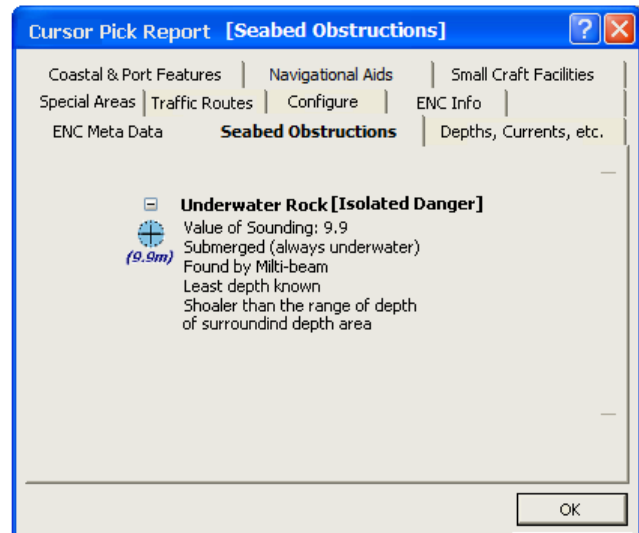 Cursor Pick Report [Seabed Obstructions]
Coastal & Port Features | Navigational Aids | Small Craft Facilities
Special Areas | Traffic Routes | Configure | ENC Info
ENC Meta Data Seabed Obstructions Depths, Currents, etc.
Underwater Rock [Isolated Danger]
Value of Sounding: 9.9
Submerged (always underwater)
(9.9m)
Found by Milti-beam
Least depth known
Shoaler than the range of depth
of surroundind depth area
OK